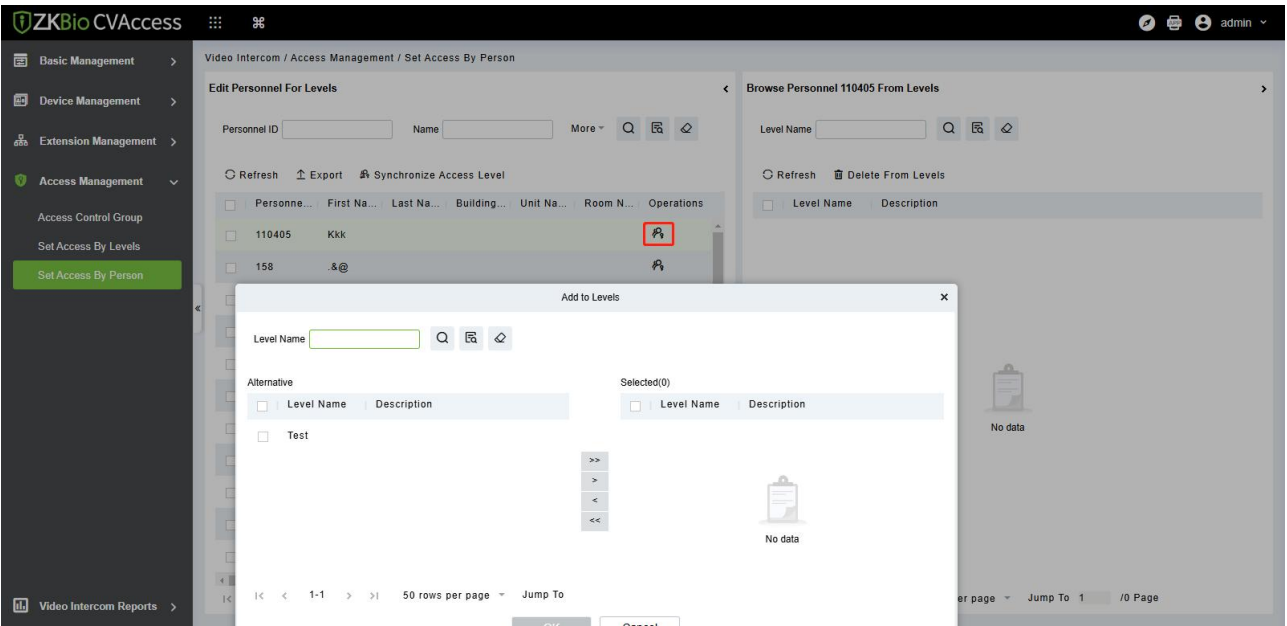 ZKBio CVAccess
admin
Basic Management
Device Management
Extension Management
Access Management
Access Control Group
Set Access By Levels
Set Access By Person
Video Intercom Reports
Video Intercom / Access Management / Set Access By Person
Edit Personnel For Levels
Personnel ID Name More
Refresh Export Synchronize Access Level
Personne... First Na... Last Na... Building... Unit Na... Room N... Operations
110405 Kkk
158 .&@
Browse Personnel 110405 From Levels
Level Name
Refresh Delete From Levels
Level Name Description
No data
er page Jump To 1 /0 Page
Add to Levels
Level Name
Alternative
Level Name Description
Test
>>
>
<
<<
Selected(0)
Level Name Description
No data
|< < 1-1 > >| 50 rows per page Jump To
OK Cancel